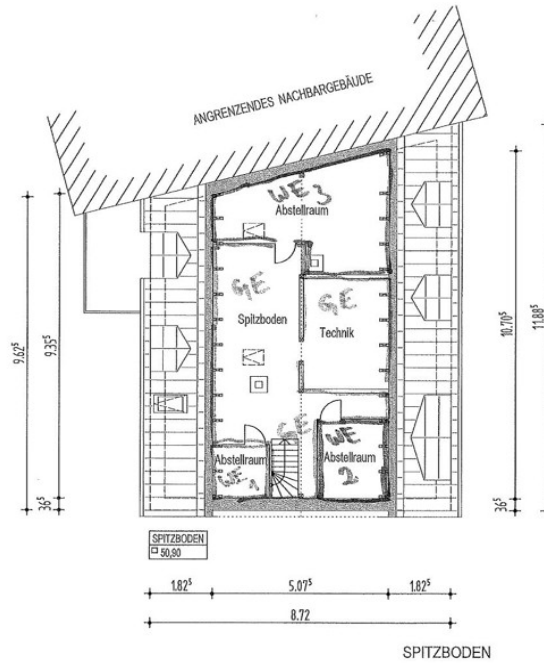 ANGRENZENDES NACHBARGEBÄUDE
WE 3
Abstellraum
GE
Spitzboden
GE
Technik
GE
Abstellraum
WE 1
WE
Abstellraum
2
9.62⁵
9.35⁵
36⁵
10.70⁵
11.88⁵
36⁵
SPITZBODEN
50,90
1.82⁵
5.07⁵
1.82⁵
8.72
SPITZBODEN